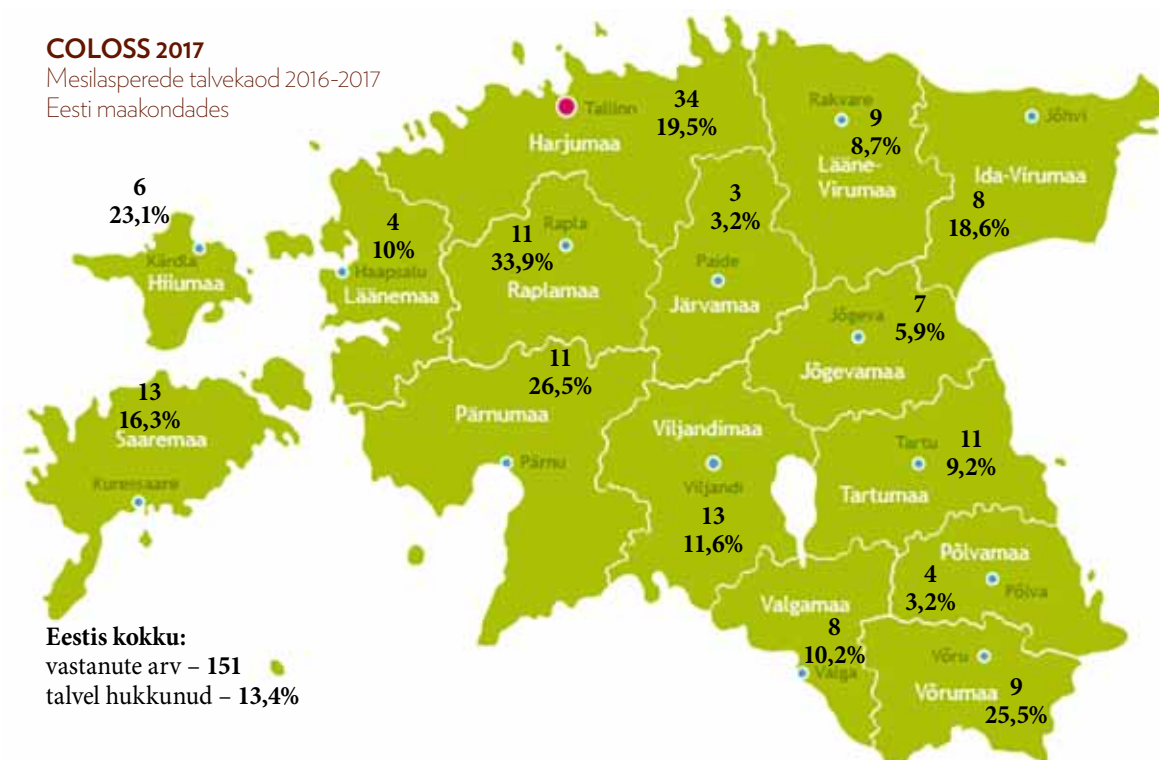 COLOSS 2017
Mesilasperede talvekaod 2016-2017
Eesti maakondades
34
19,5%
Tallinn
Harjumaa
Rakvere
9
8,7%
Lääne-
Virumaa
Jõhvi
Ida-Virumaa
8
18,6%
6
23,1%
Kärdla
Hiiumaa
4
10%
Haapsalu
Läänemaa
Rapla
11
33,9%
Raplamaa
3
3,2%
Paide
Järvamaa
7
5,9%
Jõgeva
Jõgevamaa
13
16,3%
Saaremaa
Kuressaare
11
26,5%
Pärnumaa
Pärnu
Viljandimaa
Viljandi
13
11,6%
Tartu
11
9,2%
Tartumaa
Põlvamaa
4
3,2%
Põlva
Valgamaa
8
10,2%
Valga
Võru
Võrumaa
9
25,5%
Eestis kokku:
vastanute arv – 151
talvel hukkunud – 13,4%